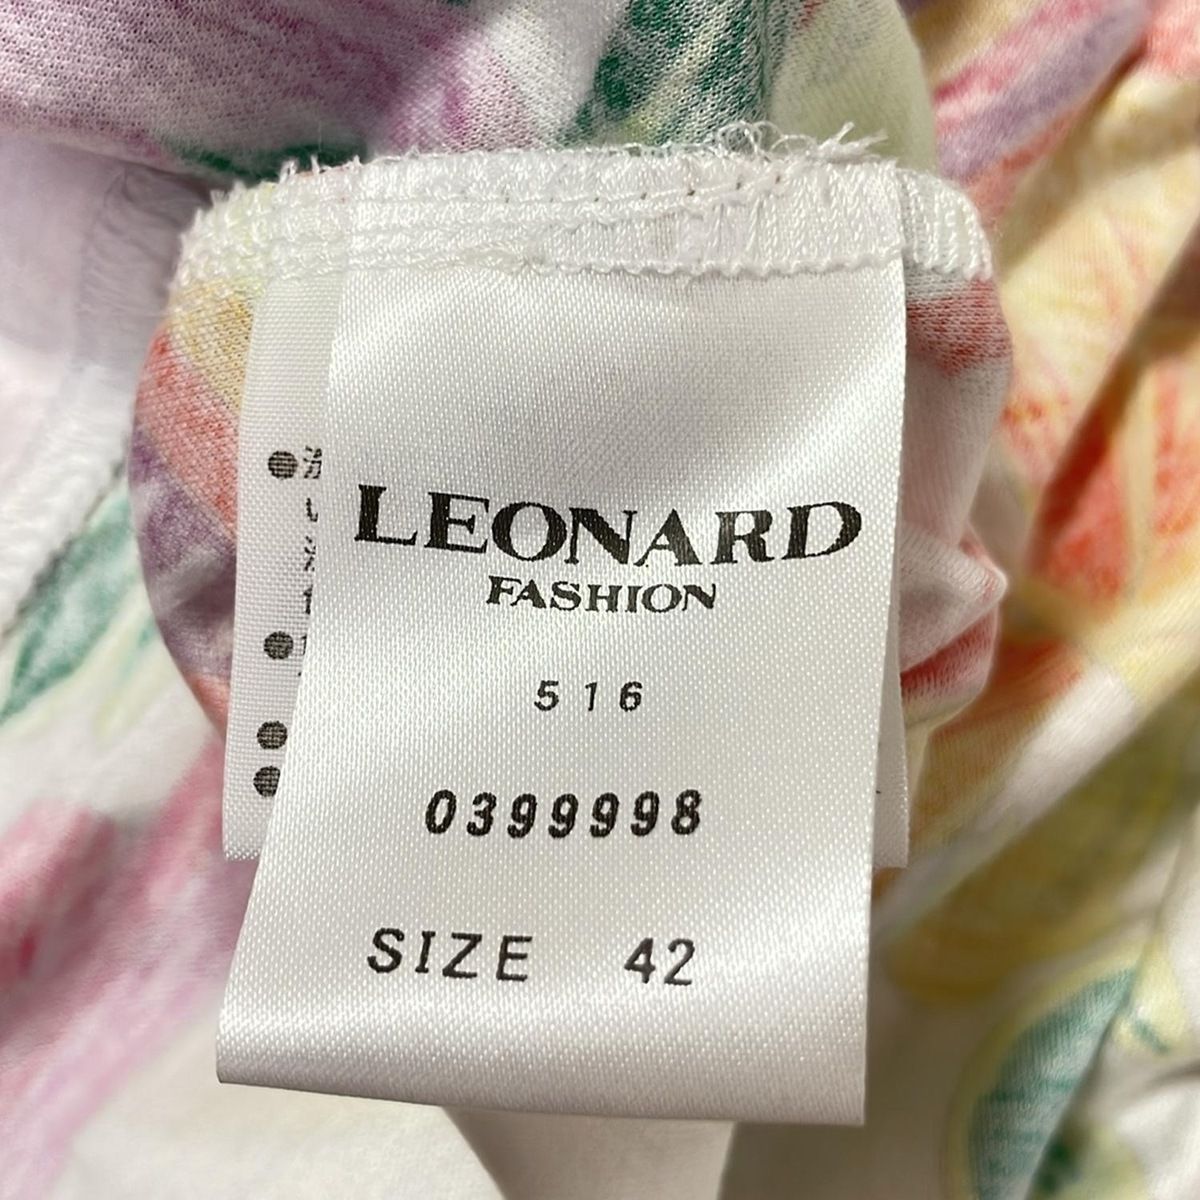 LEONARD
FASHION
516
0399998
SIZE 42